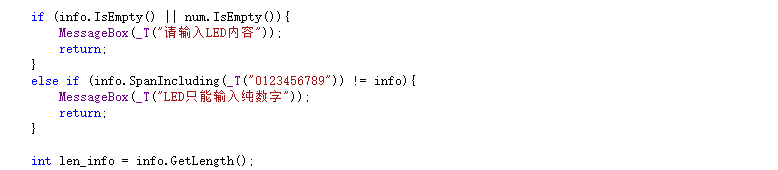 if (info.IsEmpty() || num.IsEmpty()){
MessageBox(_T("请输入LED内容"));
return;
}
else if (info.SpanIncluding(_T("0123456789")) != info){
MessageBox(_T("LED只能输入纯数字"));
return;
}
int len_info = info.GetLength();